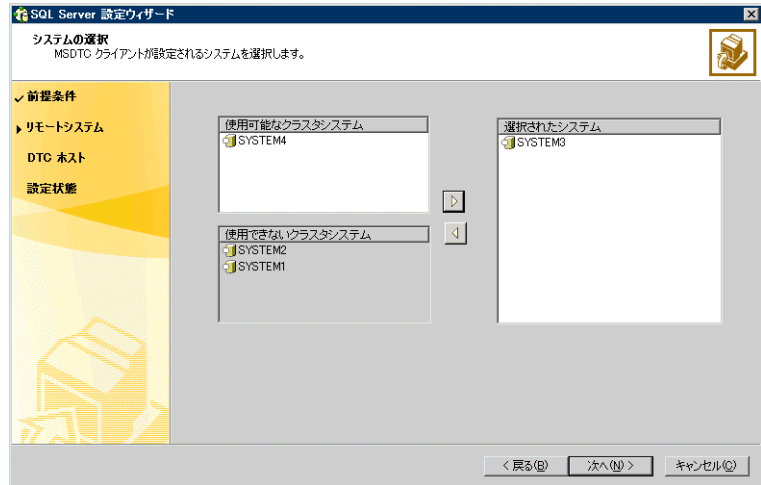 SQL Server 設定ウィザード
システムの選択
MSDTC クライアントが設定されるシステムを選択します。
前提条件
リモートシステム
DTC ホスト
設定状態
使用可能なクラスタシステム
SYSTEM4
使用できないクラスタシステム
SYSTEM2
SYSTEM1
選択されたシステム
SYSTEM3
< 戻る(B)
次へ(N) >
キャンセル(C)